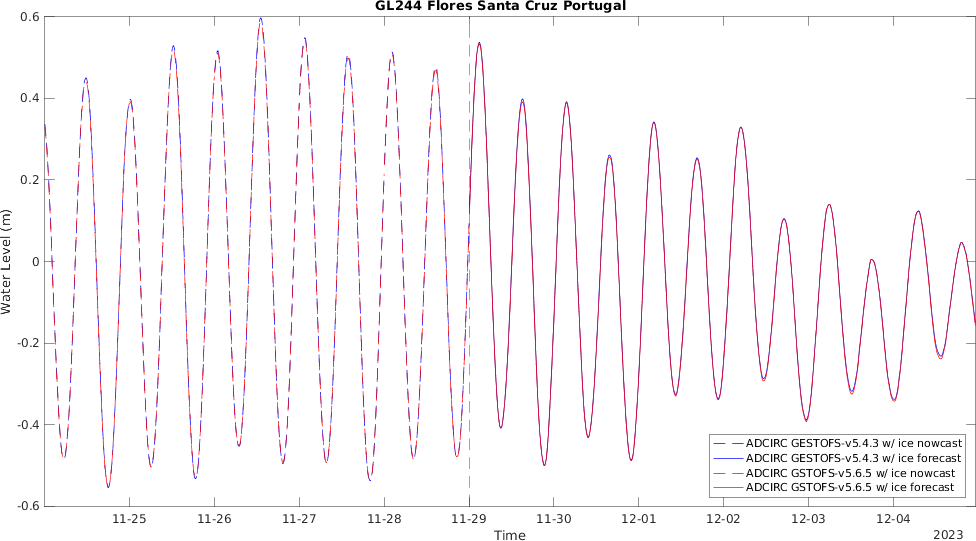 GL244 Flores Santa Cruz Portugal
0.6
0.4
0.2
0
-0.2
-0.4
-0.6
Water Level (m)
11-25
11-26
11-27
11-28
11-29
11-30
12-01
12-02
12-03
12-04
Time
2023
ADCIRC GESTOFS-v5.4.3 w/ ice nowcast
ADCIRC GESTOFS-v5.4.3 w/ ice forecast
ADCIRC GSTOFS-v5.6.5 w/ ice nowcast
ADCIRC GSTOFS-v5.6.5 w/ ice forecast